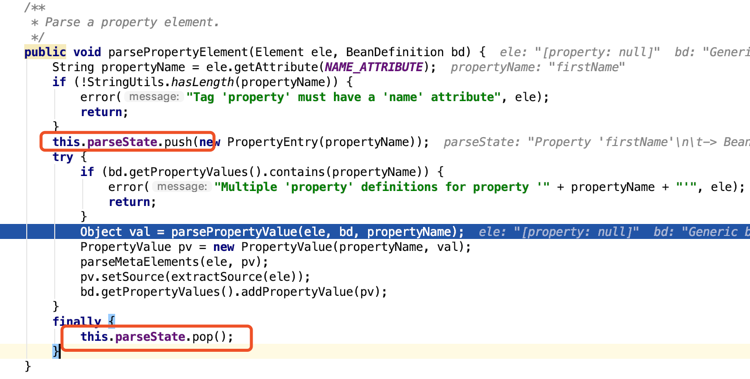 /**
* Parse a property element.
*/
public void parsePropertyElement(Element ele, BeanDefinition bd) { ele: "[property: null]" bd: "Generic
String propertyName = ele.getAttribute(NAME_ATTRIBUTE); propertyName: "firstName"
if (!StringUtils.hasLength(propertyName)) {
error( message: "Tag 'property' must have a 'name' attribute", ele);
return;
}
this.parseState.push(new PropertyEntry(propertyName)); parseState: "Property 'firstName'\n\t-> Bean
try {
if (bd.getPropertyValues().contains(propertyName)) {
error( message: "Multiple 'property' definitions for property '" + propertyName + "'", ele);
return;
}
Object val = parsePropertyValue(ele, bd, propertyName); ele: "[property: null]" bd: "Generic b
PropertyValue pv = new PropertyValue(propertyName, val);
parseMetaElements(ele, pv);
pv.setSource(extractSource(ele));
bd.getPropertyValues().addPropertyValue(pv);
}
finally {
this.parseState.pop();
}
}